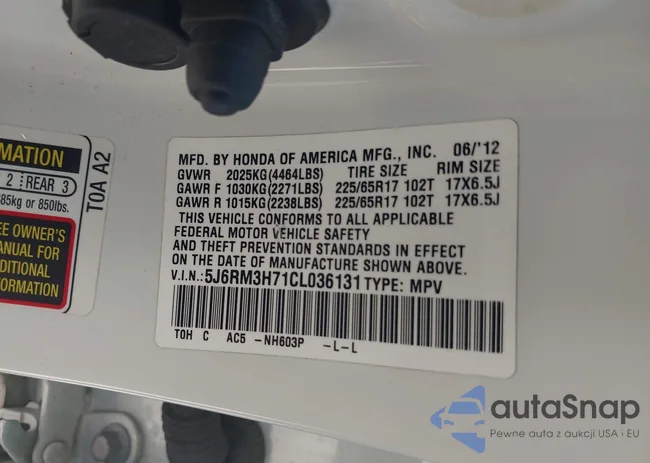 MFD. BY HONDA OF AMERICA MFG., INC. 06/'12
GVWR 2025KG(4464LBS) TIRE SIZE RIM SIZE
GAWR F 1030KG(2271LBS) 225/65R17 102T 17X6.5J
GAWR R 1015KG(2238LBS) 225/65R17 102T 17X6.5J
THIS VEHICLE CONFORMS TO ALL APPLICABLE
FEDERAL MOTOR VEHICLE SAFETY
AND THEFT PREVENTION STANDARDS IN EFFECT
ON THE DATE OF MANUFACTURE SHOWN ABOVE.
V.I.N.:5J6RM3H71CL036131 TYPE: MPV
T0H C AC5 -NH603P -L-L
MATION
2 REAR 3
85kg or 850lbs.
EE OWNER'S
ANUAL FOR
DDITIONAL
FORMATION
T0A A2
autaSnap
Pewne auta z aukcji USA i EU